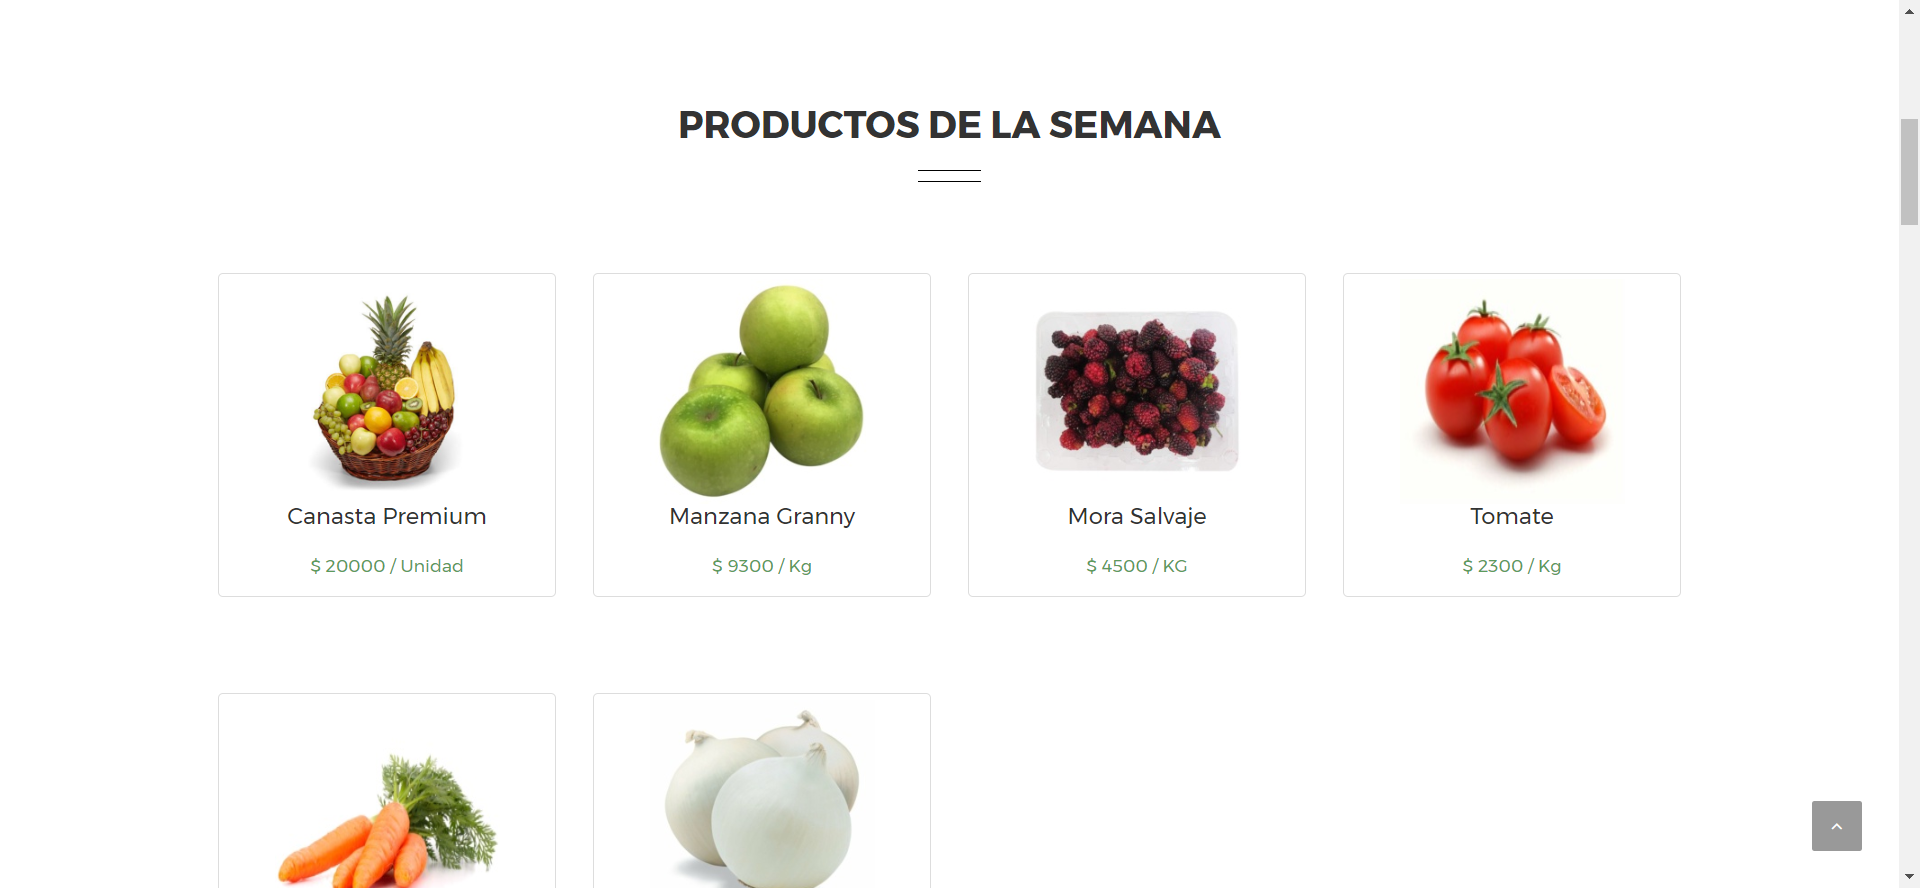 PRODUCTOS DE LA SEMANA
Canasta Premium
$ 20000 / Unidad
Manzana Granny
$ 9300 / Kg
Mora Salvaje
$ 4500 / KG
Tomate
$ 2300 / Kg